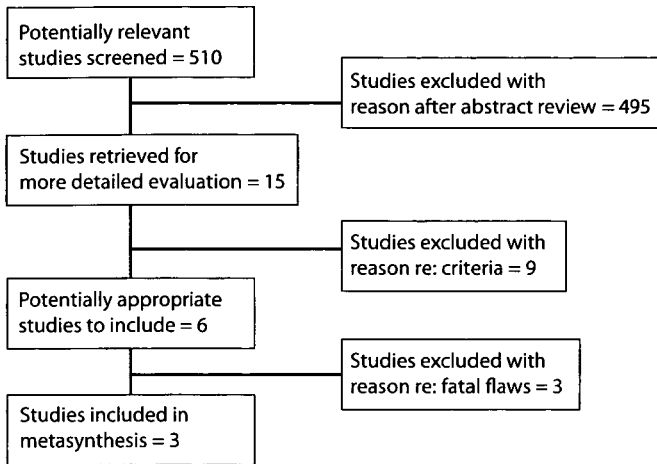 Potentially relevant
studies screened = 510
Studies excluded with
reason after abstract review = 495
Studies retrieved for
more detailed evaluation = 15
Studies excluded with
reason re: criteria = 9
Potentially appropriate
studies to include = 6
Studies excluded with
reason re: fatal flaws = 3
Studies included in
metasynthesis = 3